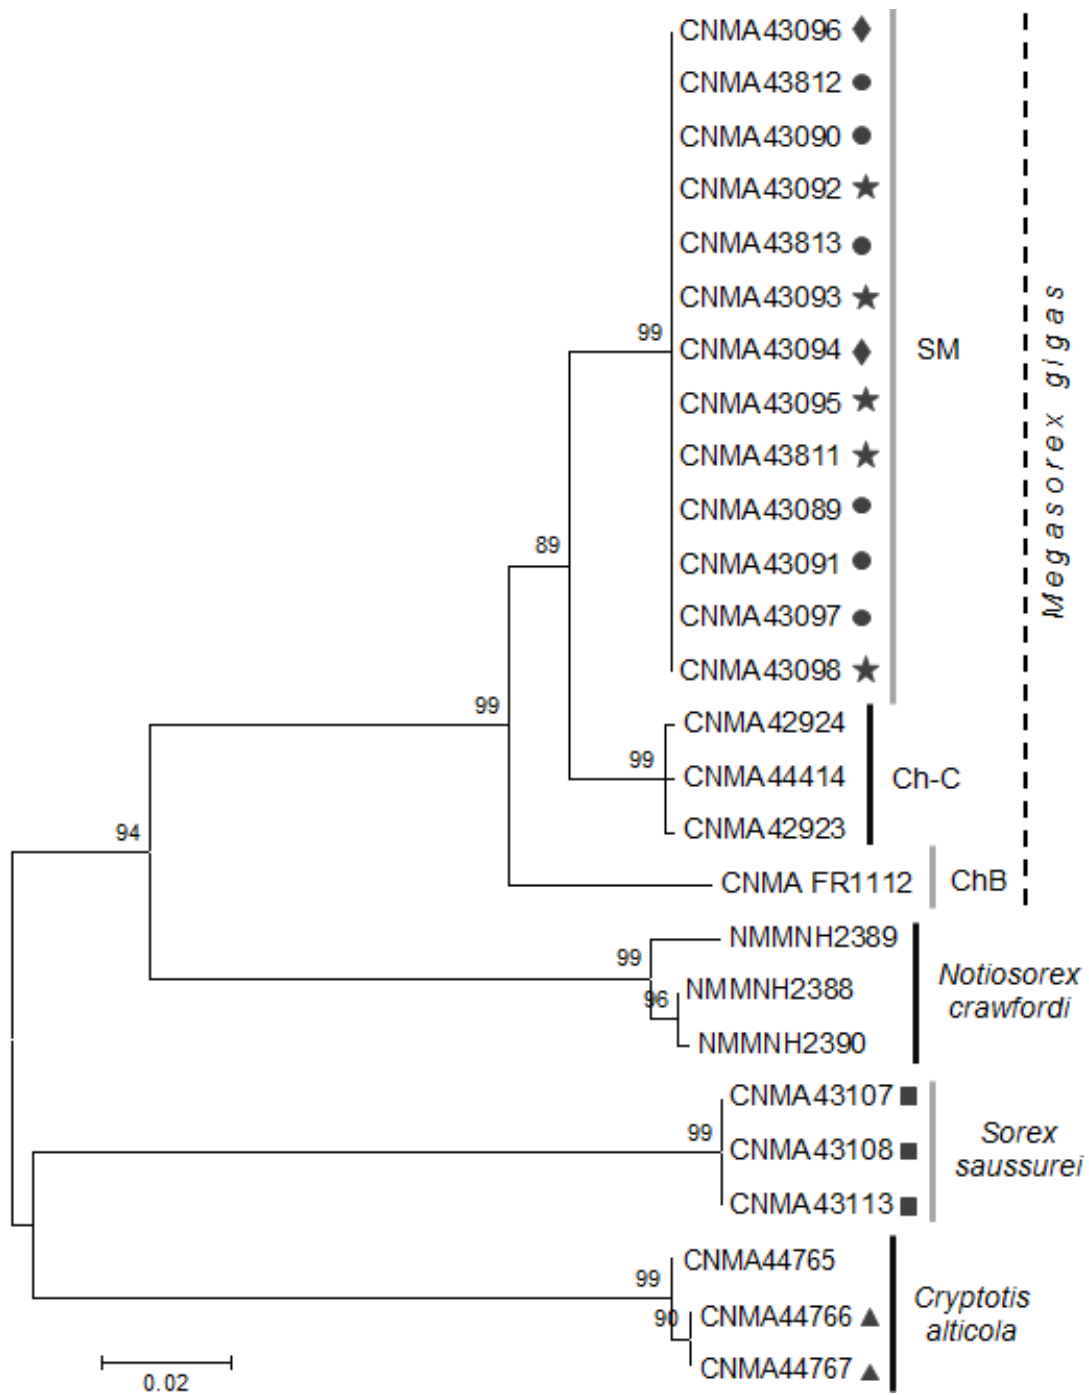 CNMA43096
CNMA43812
CNMA43090
CNMA43092
CNMA43813
CNMA43093
99
CNMA43094
SM
CNMA43095
CNMA43811
CNMA43089
89
CNMA43091
CNMA43097
CNMA43098
Megasorex gigas
99
CNMA42924
99
CNMA44414
Ch-C
CNMA42923
94
CNMA FR1112
ChB
NMMNH2389
99
NMMNH2388
96
NMMNH2390
Notiosorex
crawfordi
CNMA43107
99
CNMA43108
CNMA43113
Sorex
saussurei
CNMA44765
99
CNMA44766
90
CNMA44767
Cryptotis
alticola
0.02